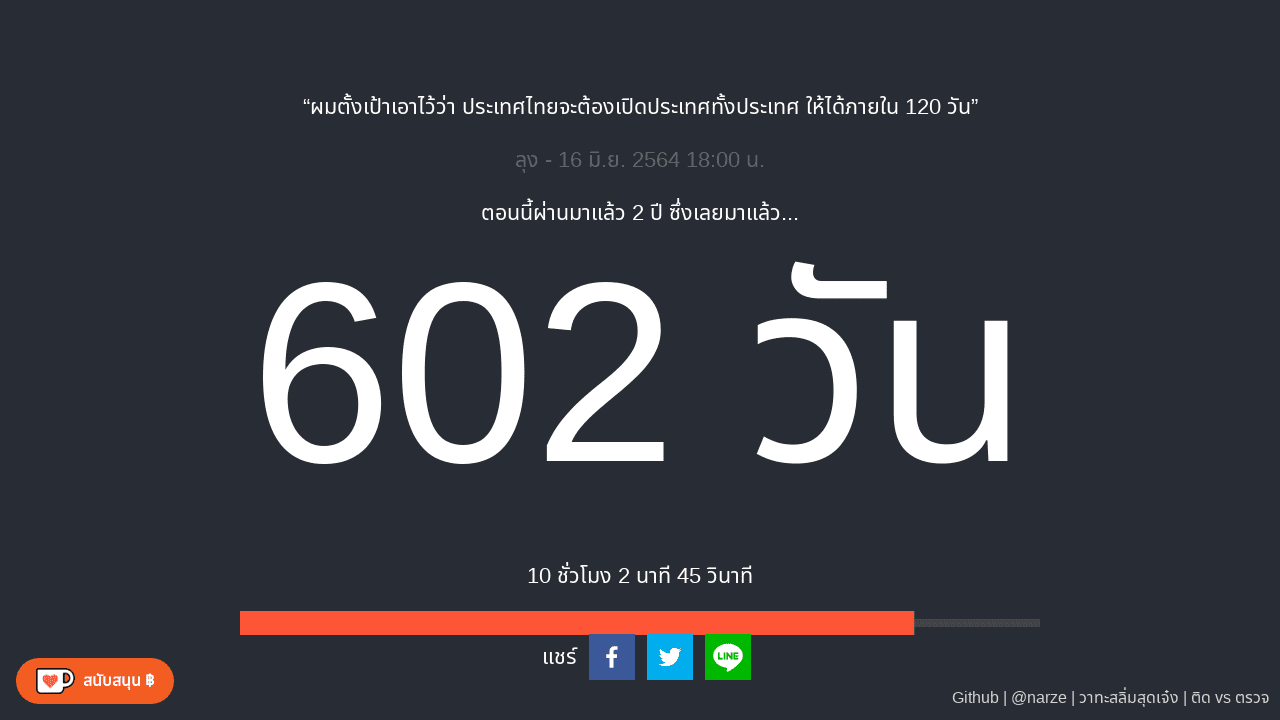 “ผมตั้งเป้าเอาไว้ว่า ประเทศไทยจะต้องเปิดประเทศทั้งประเทศ ให้ได้ภายใน 120 วัน”
ลุง - 16 มิ.ย. 2564 18:00 น.
ตอนนี้ผ่านมาแล้ว 2 ปี ซึ่งเลยมาแล้ว...
602 วัน
10 ชั่วโมง 2 นาที 45 วินาที
แชร์
LINE
สนับสนุน ฿
Github | @narze | วาทะสลิ่มสุดเจ๋ง | ติด vs ตรวจ